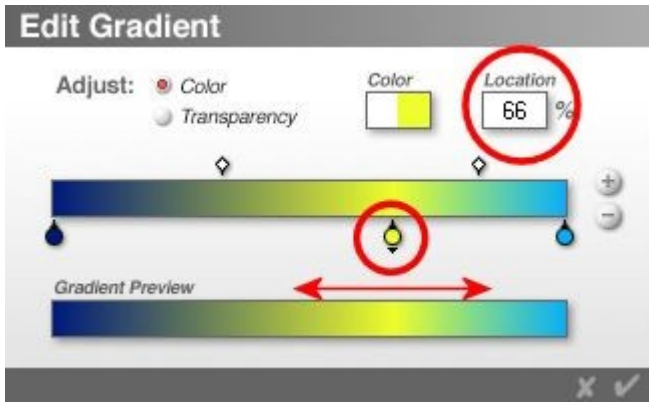 Edit Gradient
Adjust: Color
Transparency
Color
Location
66 %
Gradient Preview